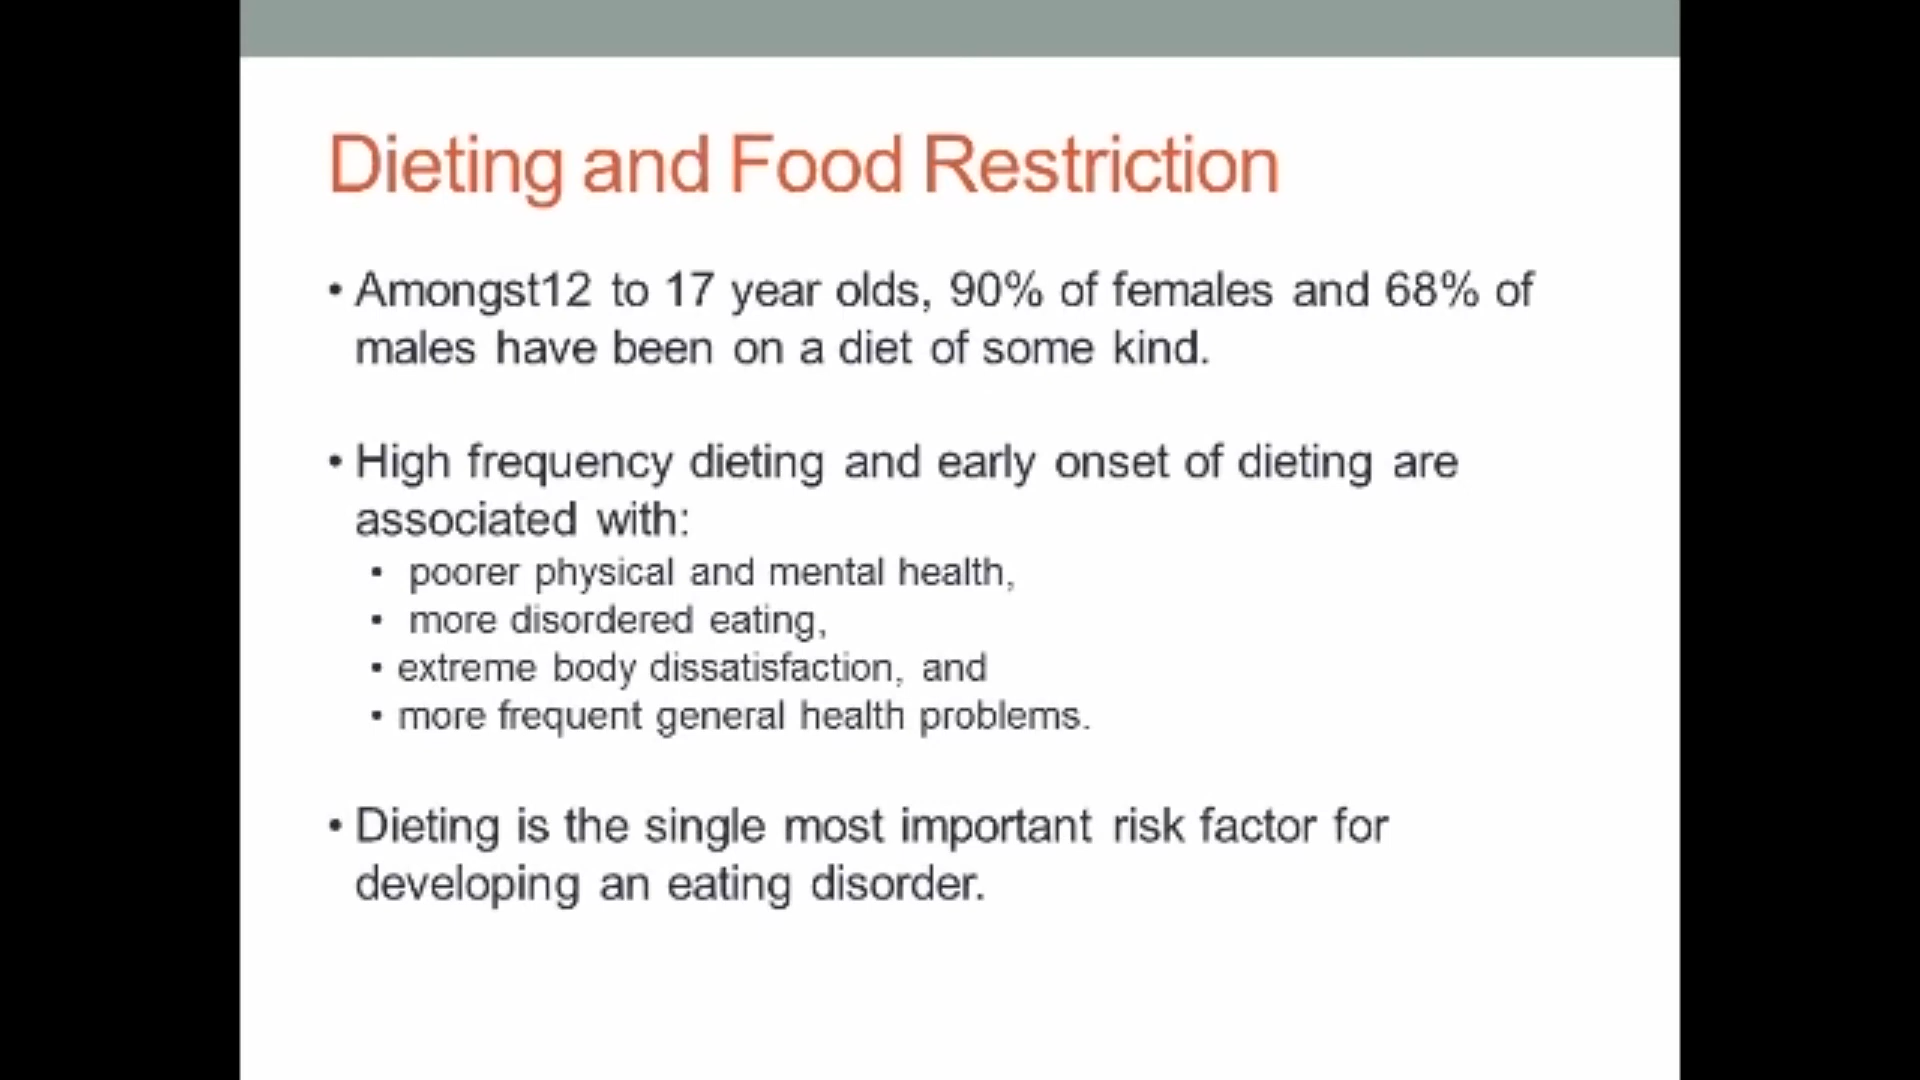 Dieting and Food Restriction
• Amongst12 to 17 year olds, 90% of females and 68% of
males have been on a diet of some kind.
• High frequency dieting and early onset of dieting are
associated with:
• poorer physical and mental health,
• more disordered eating,
• extreme body dissatisfaction, and
• more frequent general health problems.
• Dieting is the single most important risk factor for
developing an eating disorder.